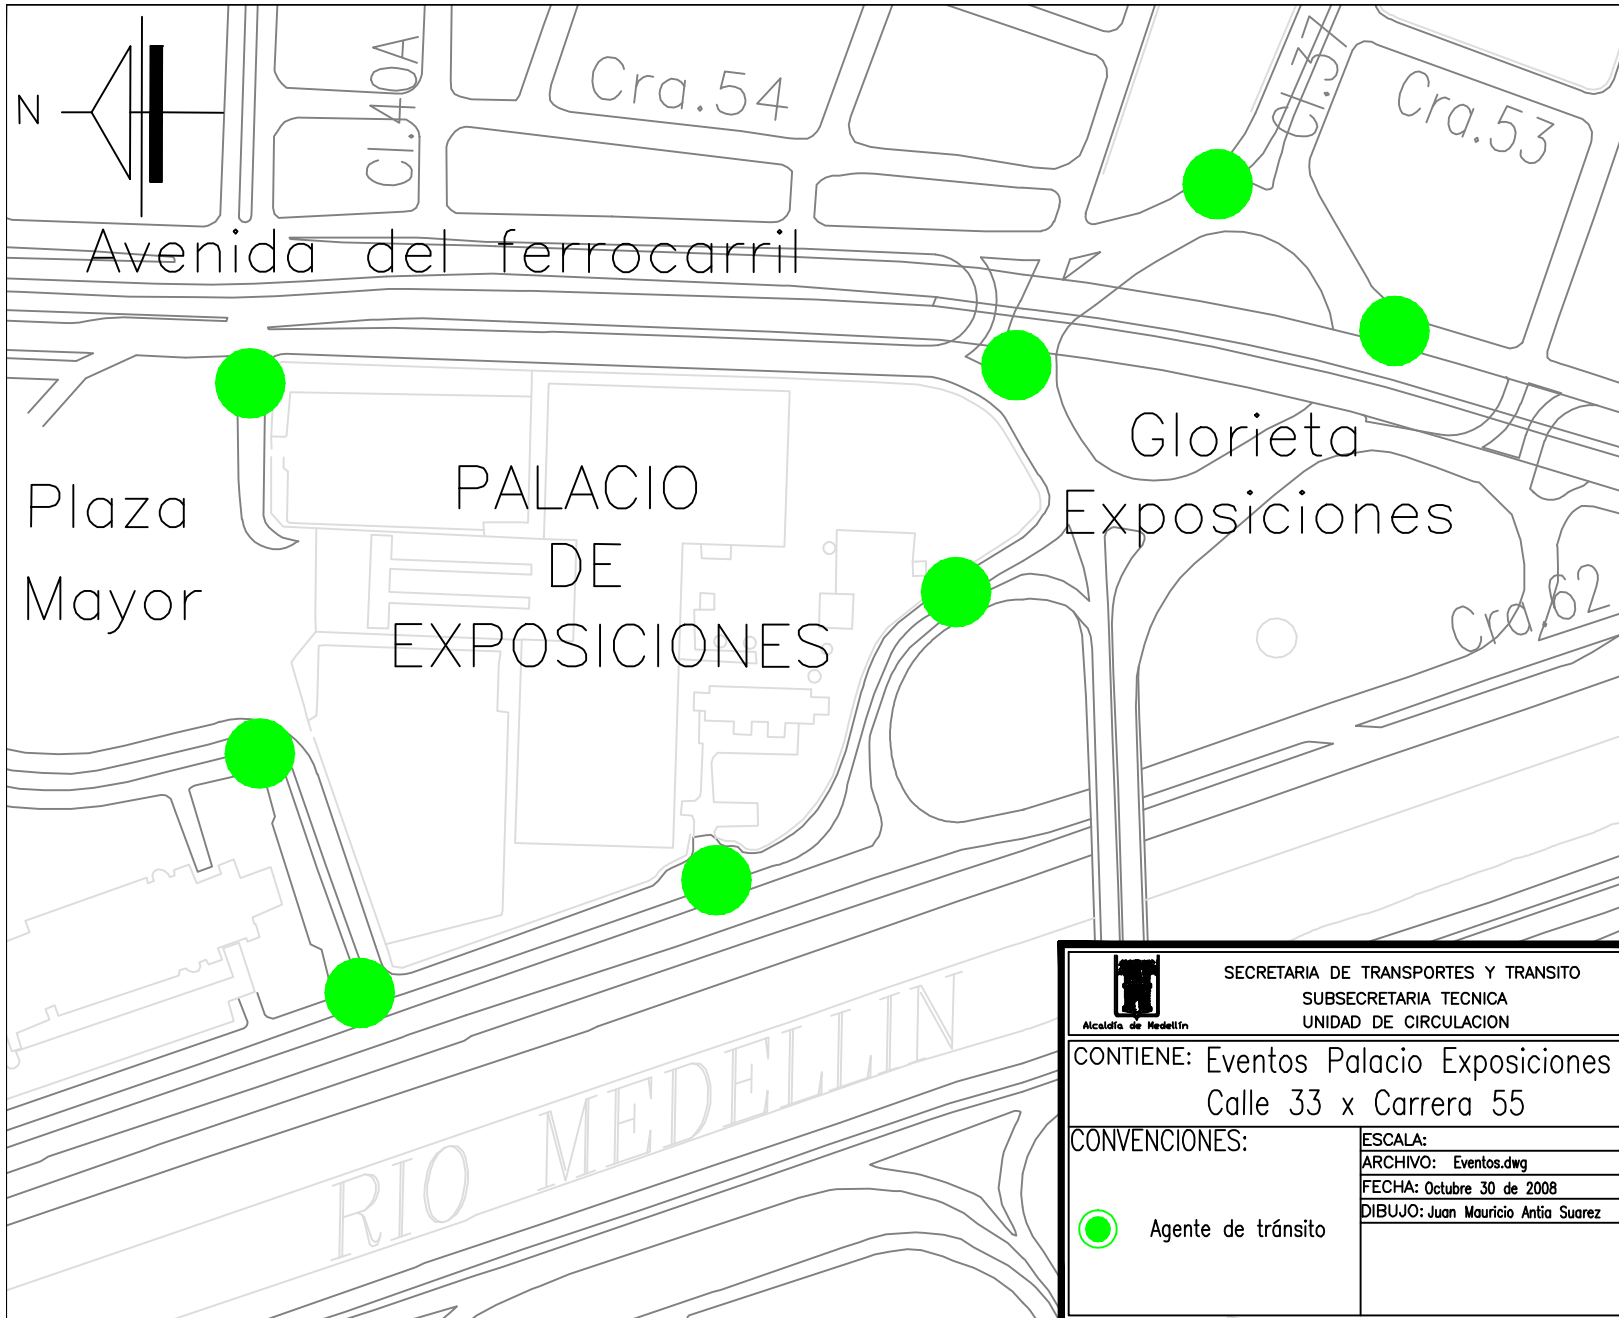 N
Cl.40A
Cra.54
Cl.37
Cra.53
Avenida del ferrocarril
Glorieta
Exposiciones
Plaza
Mayor
PALACIO
DE
EXPOSICIONES
Cra.62
RIO MEDELLIN
Alcaldía de Medellín
SECRETARIA DE TRANSPORTES Y TRANSITO
SUBSECRETARIA TECNICA
UNIDAD DE CIRCULACION
CONTIENE: Eventos Palacio Exposiciones
Calle 33 x Carrera 55
CONVENCIONES:
Agente de tránsito
ESCALA:
ARCHIVO: Eventos.dwg
FECHA: Octubre 30 de 2008
DIBUJO: Juan Mauricio Antia Suarez